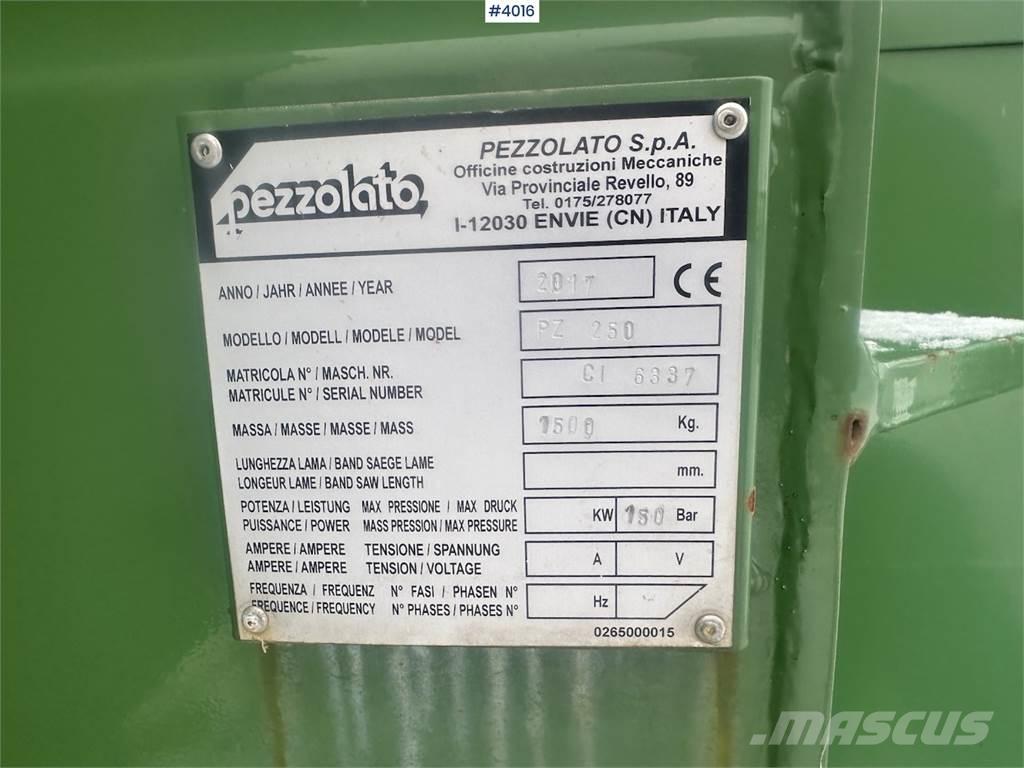 #4016
pezzolato
PEZZOLATO S.p.A.
Officine costruzioni Meccaniche
Via Provinciale Revello, 89
Tel. 0175/278077
I-12030 ENVIE (CN) ITALY
ANNO / JAHR / ANNEE / YEAR 2017 CE
MODELLO / MODELL / MODELE / MODEL PZ 250
MATRICOLA N° / MASCH. NR.
MATRICULE N° / SERIAL NUMBER CI 6337
MASSA / MASSE / MASSE / MASS 1500 Kg.
LUNGHEZZA LAMA / BAND SAEGE LAME
LONGEUR LAME / BAND SAW LENGTH mm.
POTENZA / LEISTUNG MAX PRESSIONE / MAX DRUCK
PUISSANCE / POWER MASS PRESSION / MAX PRESSURE KW 150 Bar
AMPERE / AMPERE TENSIONE / SPANNUNG
AMPERE / AMPERE TENSION / VOLTAGE A V
FREQUENZA / FREQUENZ N° FASI / PHASEN N°
FREQUENCE / FREQUENCY N° PHASES / PHASES N° Hz
0265000015
MASCUS